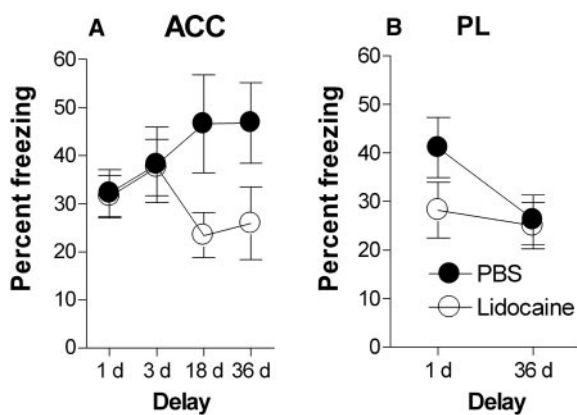 A ACC
Percent freezing
60
50
40
30
20
10
0
1 d 3 d 18 d 36 d
Delay
B PL
Percent freezing
60
50
40
30
20
10
0
PBS
Lidocaine
1 d 36 d
Delay